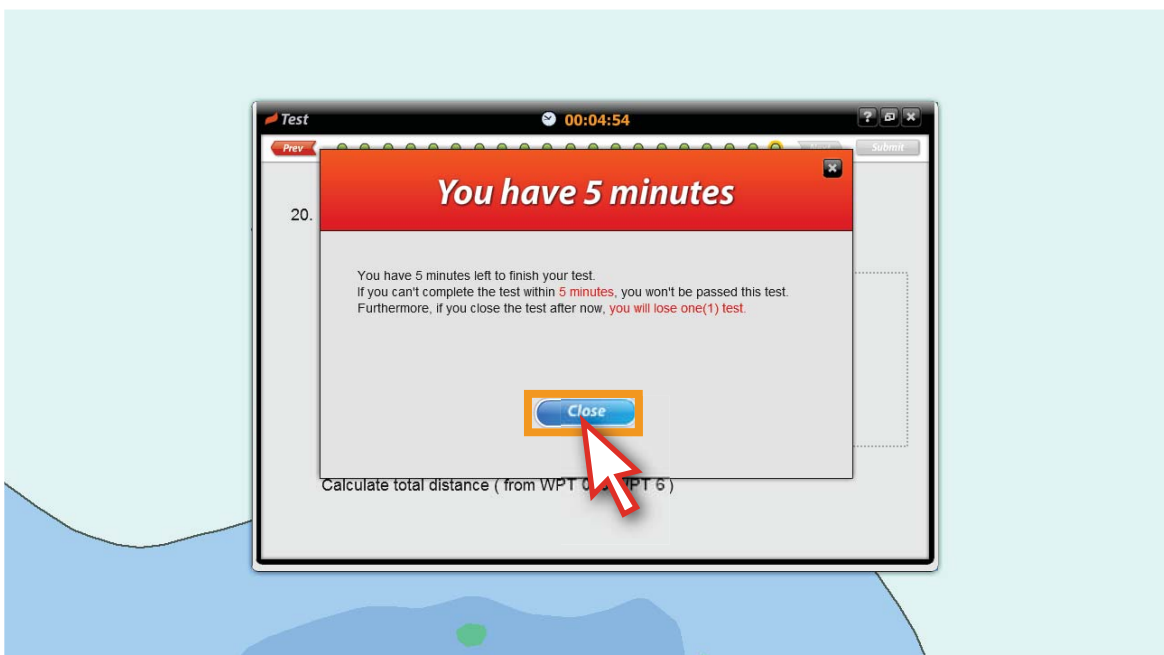 Test
00:04:54
?
Prev
Submit
You have 5 minutes
20.
You have 5 minutes left to finish your test.
If you can't complete the test within 5 minutes, you won't be passed this test.
Furthermore, if you close the test after now, you will lose one(1) test.
Close
Calculate total distance ( from WPT 0 WPT 6 )